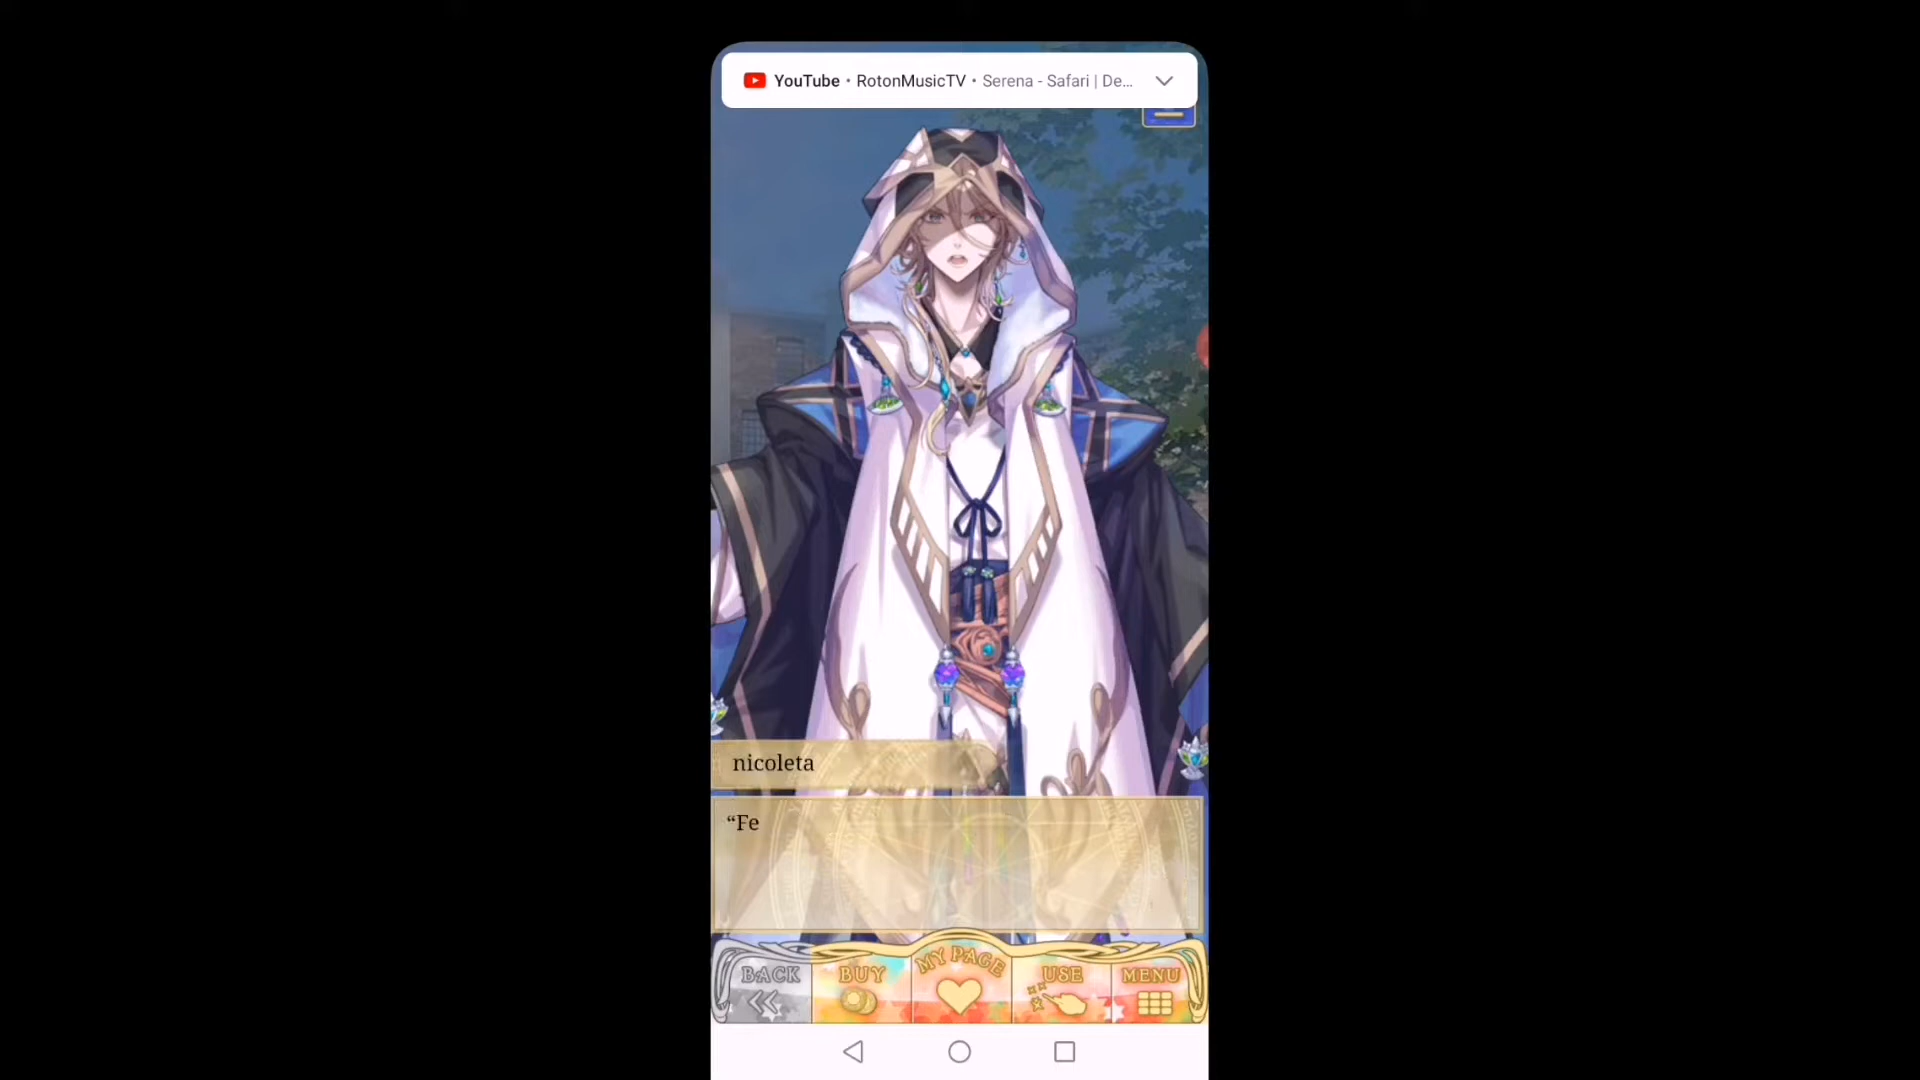 YouTube • RotonMusicTV • Serena - Safari | De...
nicoleta
“Fe
BACK
BUY
MY PAGE
USE
MENU